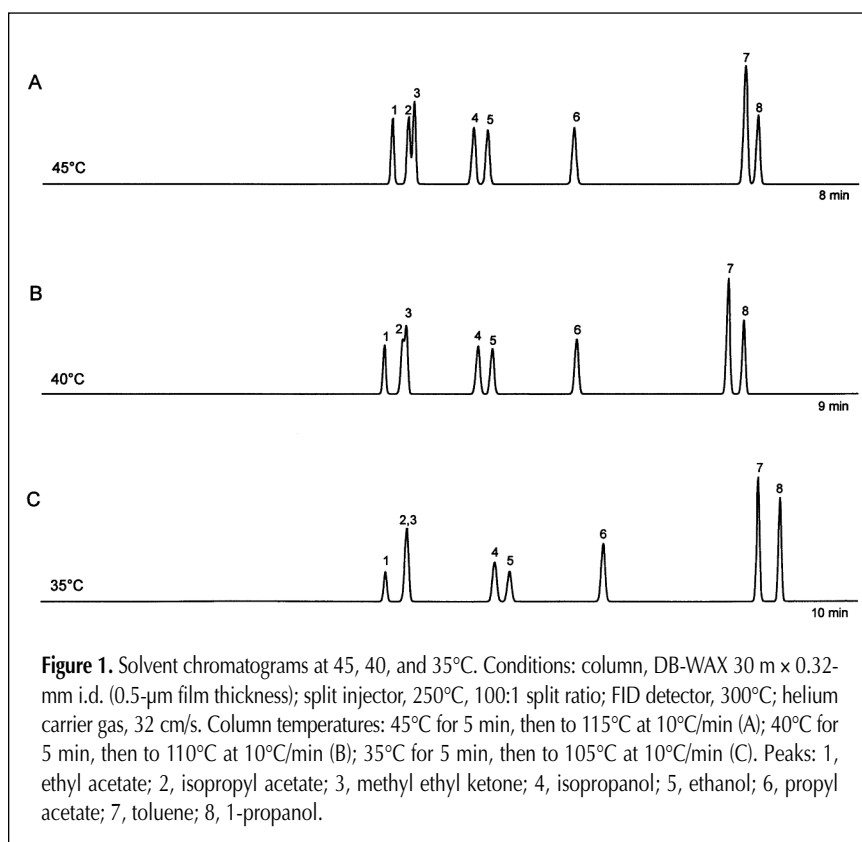 A
1 2 3 4 5 6 7 8
45°C
8 min
B
1 2 3 4 5 6 7 8
40°C
9 min
C
1 2,3 4 5 6 7 8
35°C
10 min
Figure 1. Solvent chromatograms at 45, 40, and 35°C. Conditions: column, DB-WAX 30 m × 0.32-
mm i.d. (0.5-µm film thickness); split injector, 250°C, 100:1 split ratio; FID detector, 300°C; helium
carrier gas, 32 cm/s. Column temperatures: 45°C for 5 min, then to 115°C at 10°C/min (A); 40°C for
5 min, then to 110°C at 10°C/min (B); 35°C for 5 min, then to 105°C at 10°C/min (C). Peaks: 1,
ethyl acetate; 2, isopropyl acetate; 3, methyl ethyl ketone; 4, isopropanol; 5, ethanol; 6, propyl
acetate; 7, toluene; 8, 1-propanol.